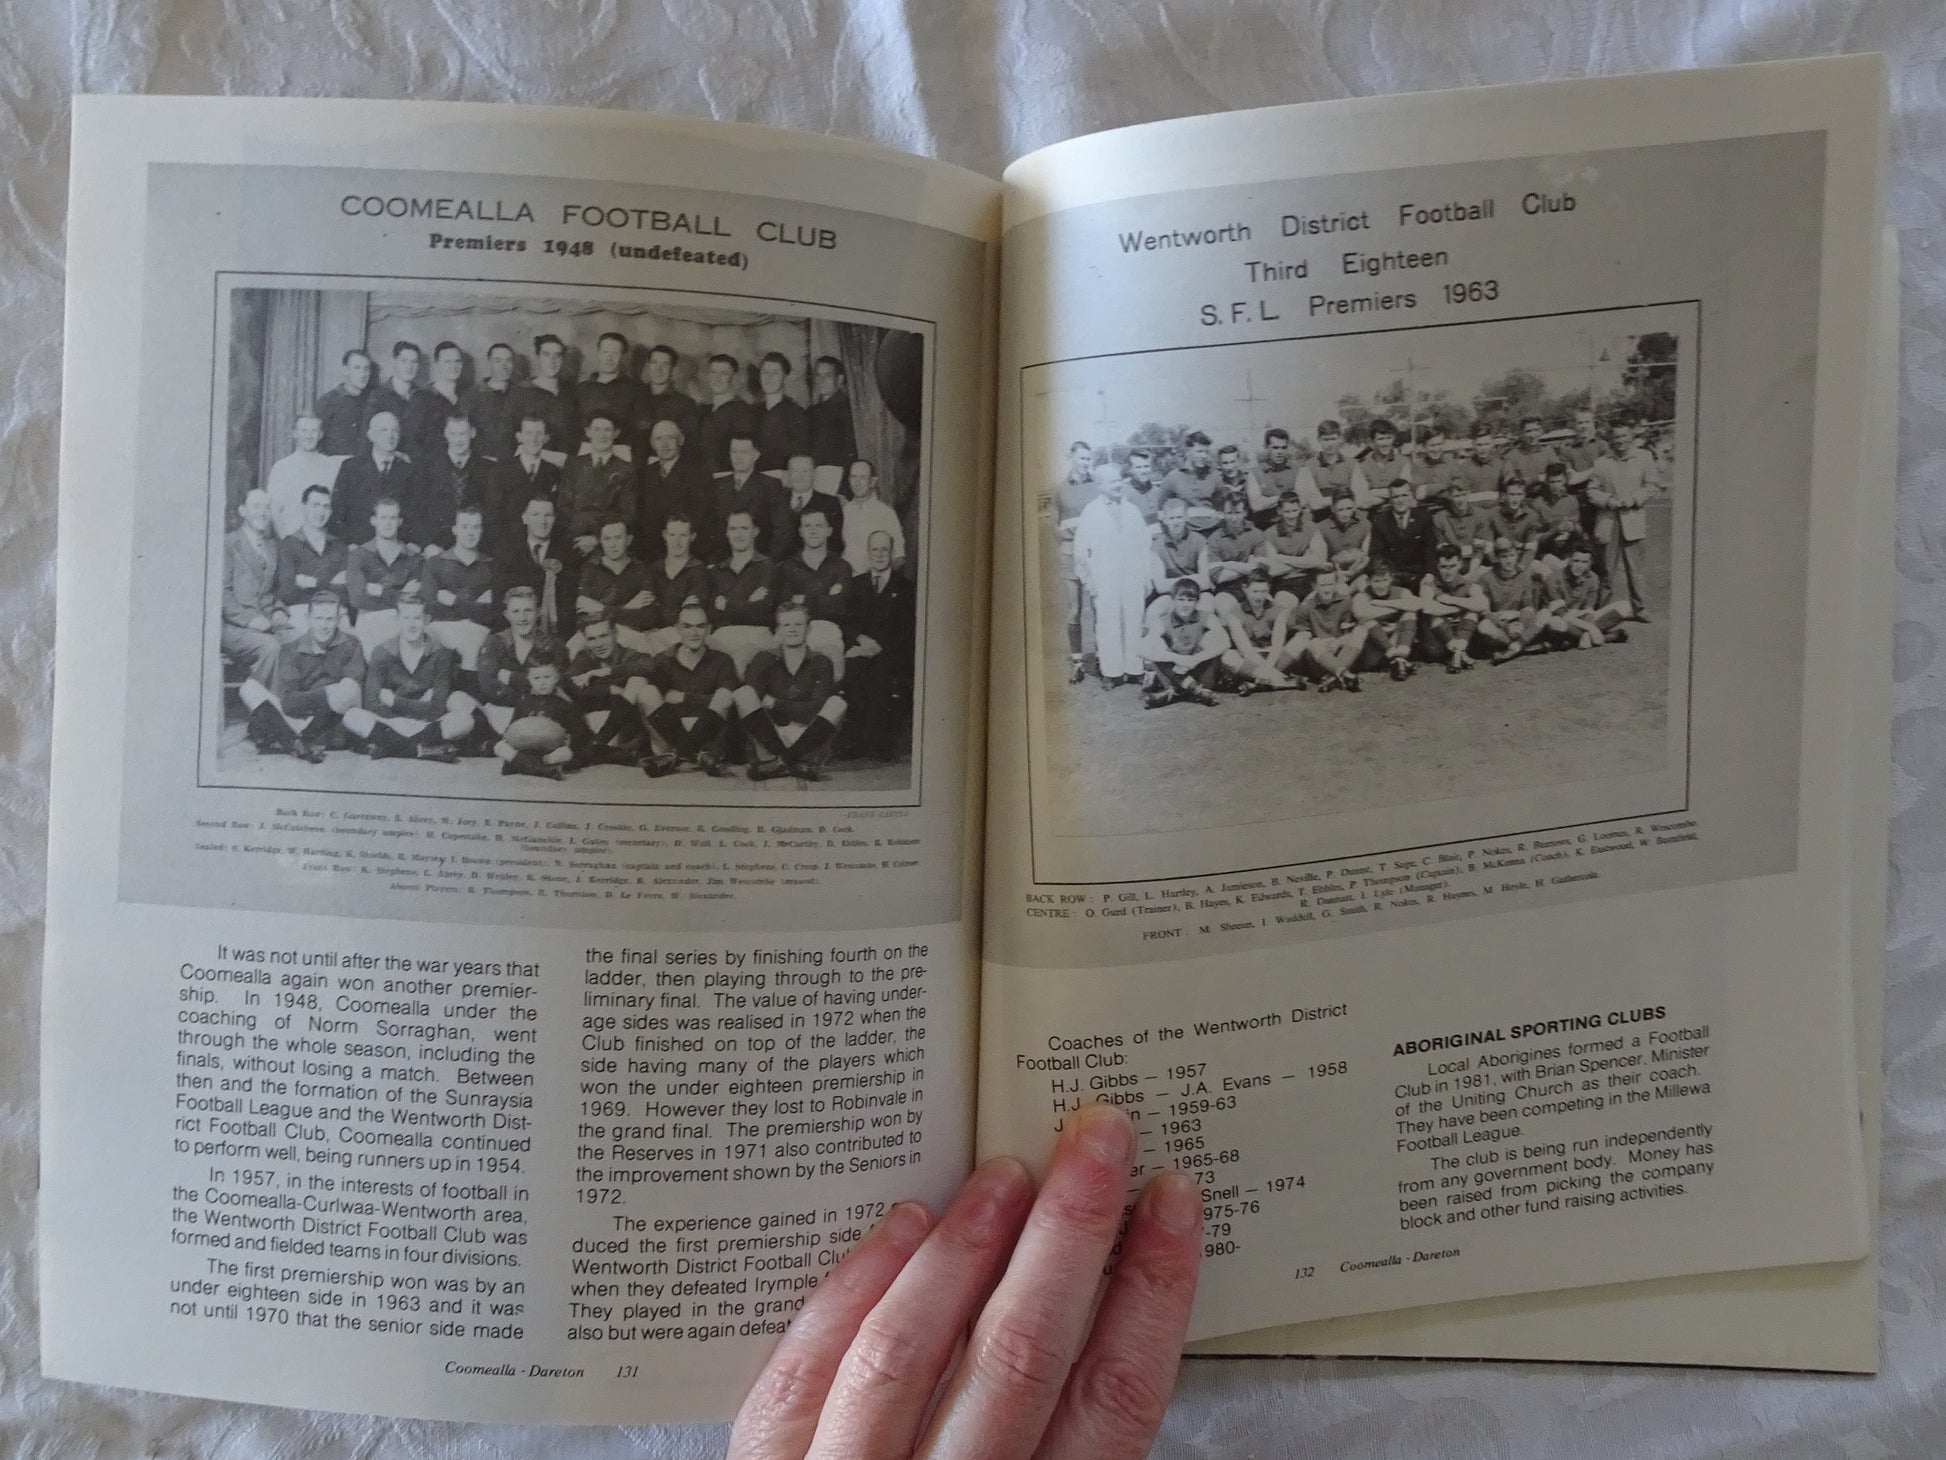 COOMEALLA FOOTBALL CLUB
Premiers 1948 (undefeated)
It was not until after the war years that
Coomealla again won another premier-
ship. In 1948, Coomealla under the
coaching of Norm Sorraghan, went
through the whole season, including the
finals, without losing a match. Between
then and the formation of the Sunraysia
Football League and the Wentworth Dist-
rict Football Club, Coomealla continued
to perform well, being runners up in 1954.
In 1957, in the interests of football in
the Coomealla-Curlwaa-Wentworth area,
the Wentworth District Football Club was
formed and fielded teams in four divisions.
The first premiership won was by an
under eighteen side in 1963 and it was
not until 1970 that the senior side made
the final series by finishing fourth on the
ladder, then playing through to the pre-
liminary final. The value of having under-
age sides was realised in 1972 when the
Club finished on top of the ladder, the
side having many of the players which
won the under eighteen premiership in
1969. However they lost to Robinvale in
the grand final. The premiership won by
the Reserves in 1971 also contributed to
the improvement shown by the Seniors in
1972.
The experience gained in 1972
duced the first premiership side
Wentworth District Football
when they defeated Irymple
They played in the grand
also but were again
Coomealla - Dareton 131
Wentworth District Football Club
Third Eighteen
S.F.L Premiers 1963
BACK ROW: P. Gill, L. Hartley, A. Jamieson, B. Neville, P. Dunne, T. Sage, C. Blair, P. Nokes, R. Burrows, G. Loomes, R. Wescombe
CENTRE: O. Gurd (Trainer), B. Hayes, K. Edwards, T. Ebbles, P. Thompson (Captain), B. McKenna (Coach), K. Eastwood, W.
R. Dannatt, J. Lyle (Manager).
FRONT: M. Sheean, I. Waddell, G. Smith, R. Nokes, R. Haynes, M. Hoyle, H. Gathercole.
Coaches of the Wentworth District
Football Club:
H.J. Gibbs – 1957
H.J. Gibbs – J.A. Evans – 1958
– 1959-63
– 1963
– 1965
– 1965-68
Snell – 1974
ABORIGINAL SPORTING CLUBS
Local Aborigines formed a Football
Club in 1981, with Brian Spencer, Minister
of the Uniting Church as their coach.
They have been competing in the Millewa
Football League.
The club is being run independently
from any government body. Money has
been raised from picking the company
block and other fund raising activities.
132 Coomealla - Dareton